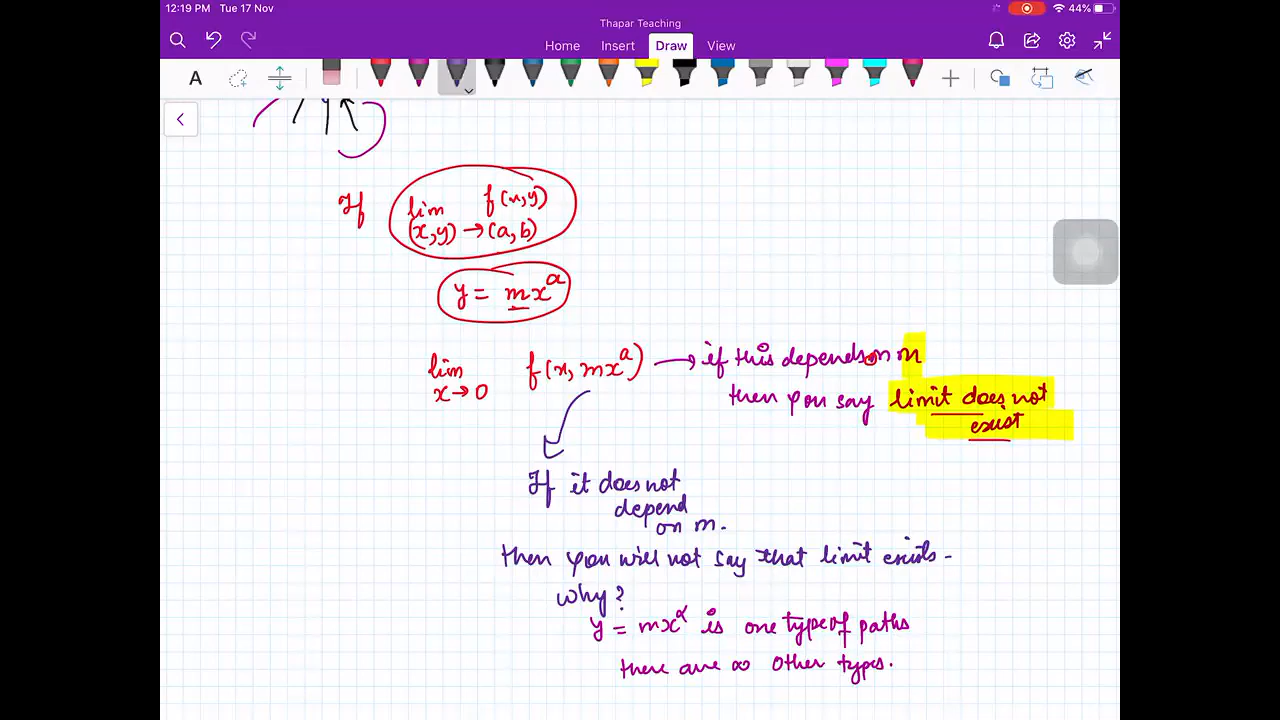 12:19 PM Tue 17 Nov
44%
Thapar Teaching
Home Insert Draw View
A
If lim f(x,y)
(x,y) → (a,b)
y = mx^a
lim f(x, mx^a) → if this depends on m
x→0
then you say limit does not
exist
If it does not
depend
on m.
then you will not say that limit exists.
why?
y = mx^α is one type of paths
there are ∞ other types.